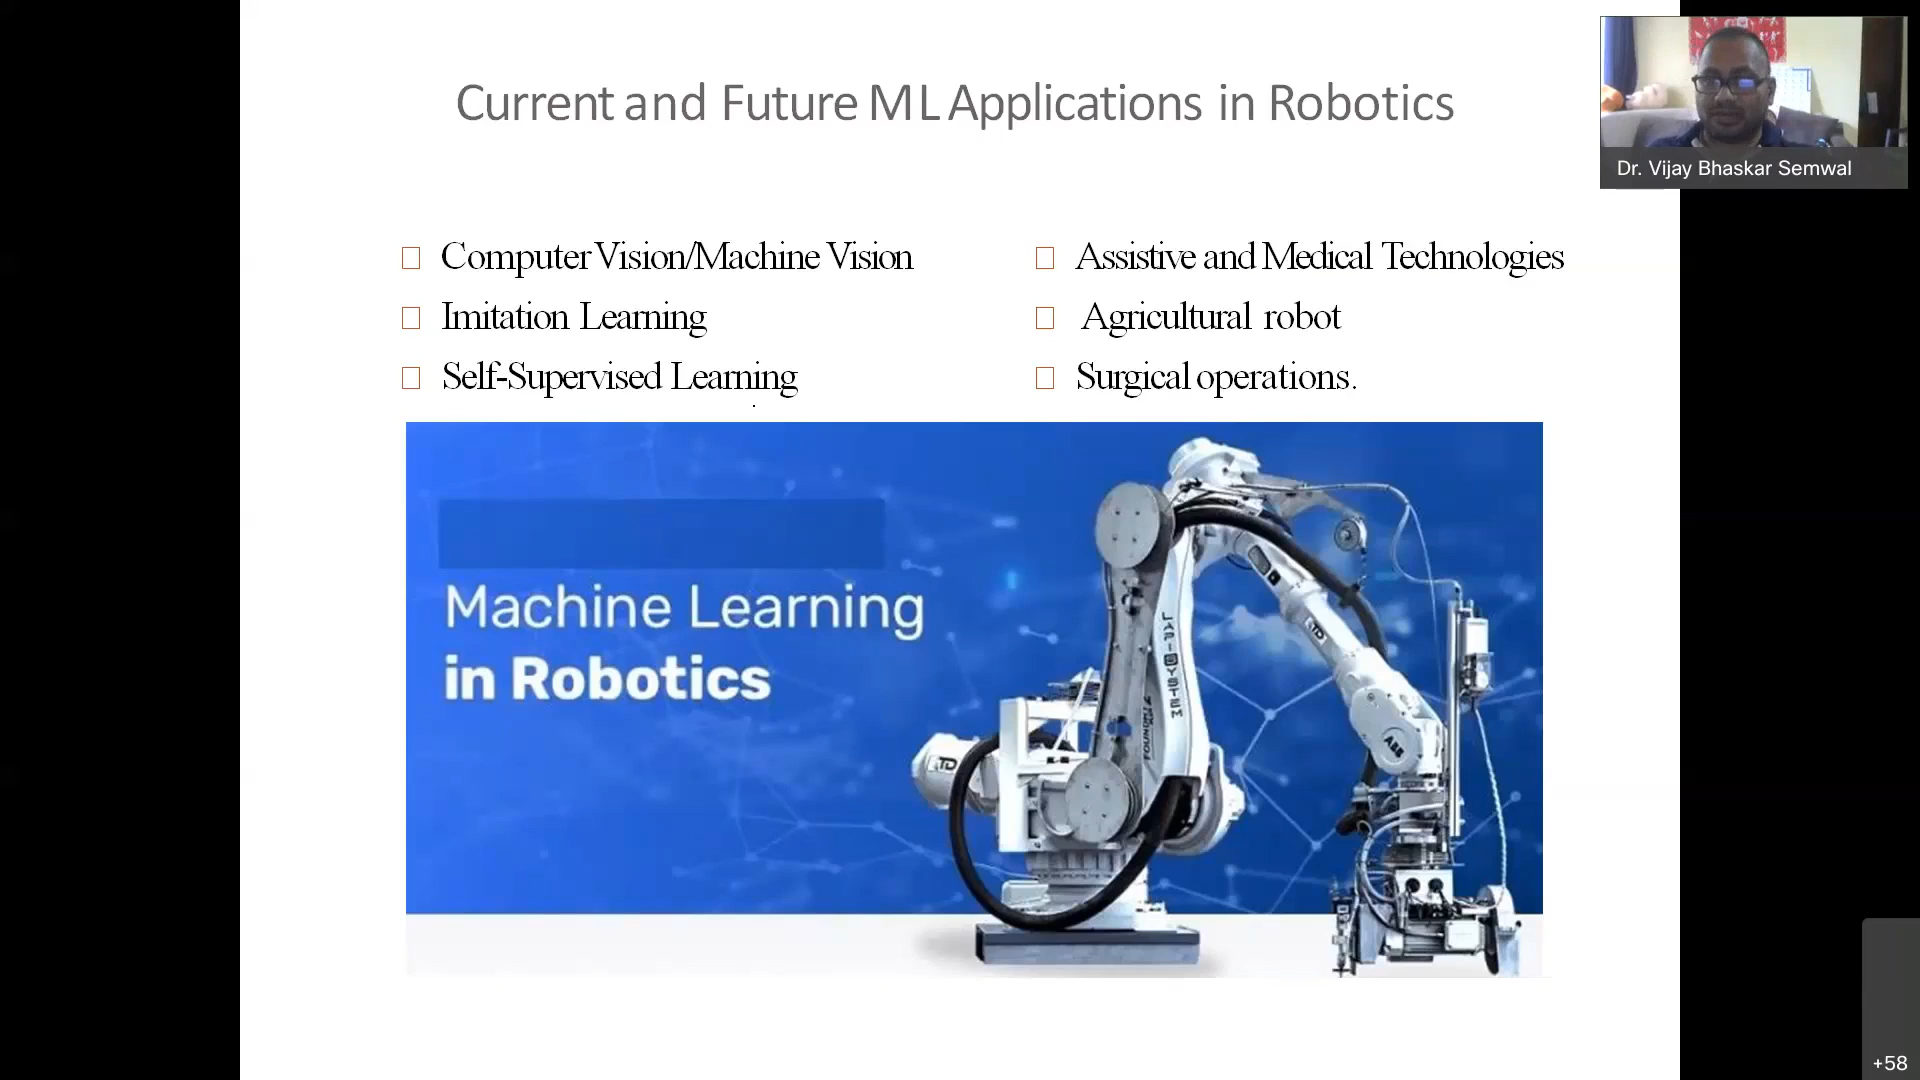 Current and Future ML Applications in Robotics
Dr. Vijay Bhaskar Semwal
Computer Vision/Machine Vision
Imitation Learning
Self-Supervised Learning
Assistive and Medical Technologies
Agricultural robot
Surgical operations.
Machine Learning
in Robotics
ABB
+58